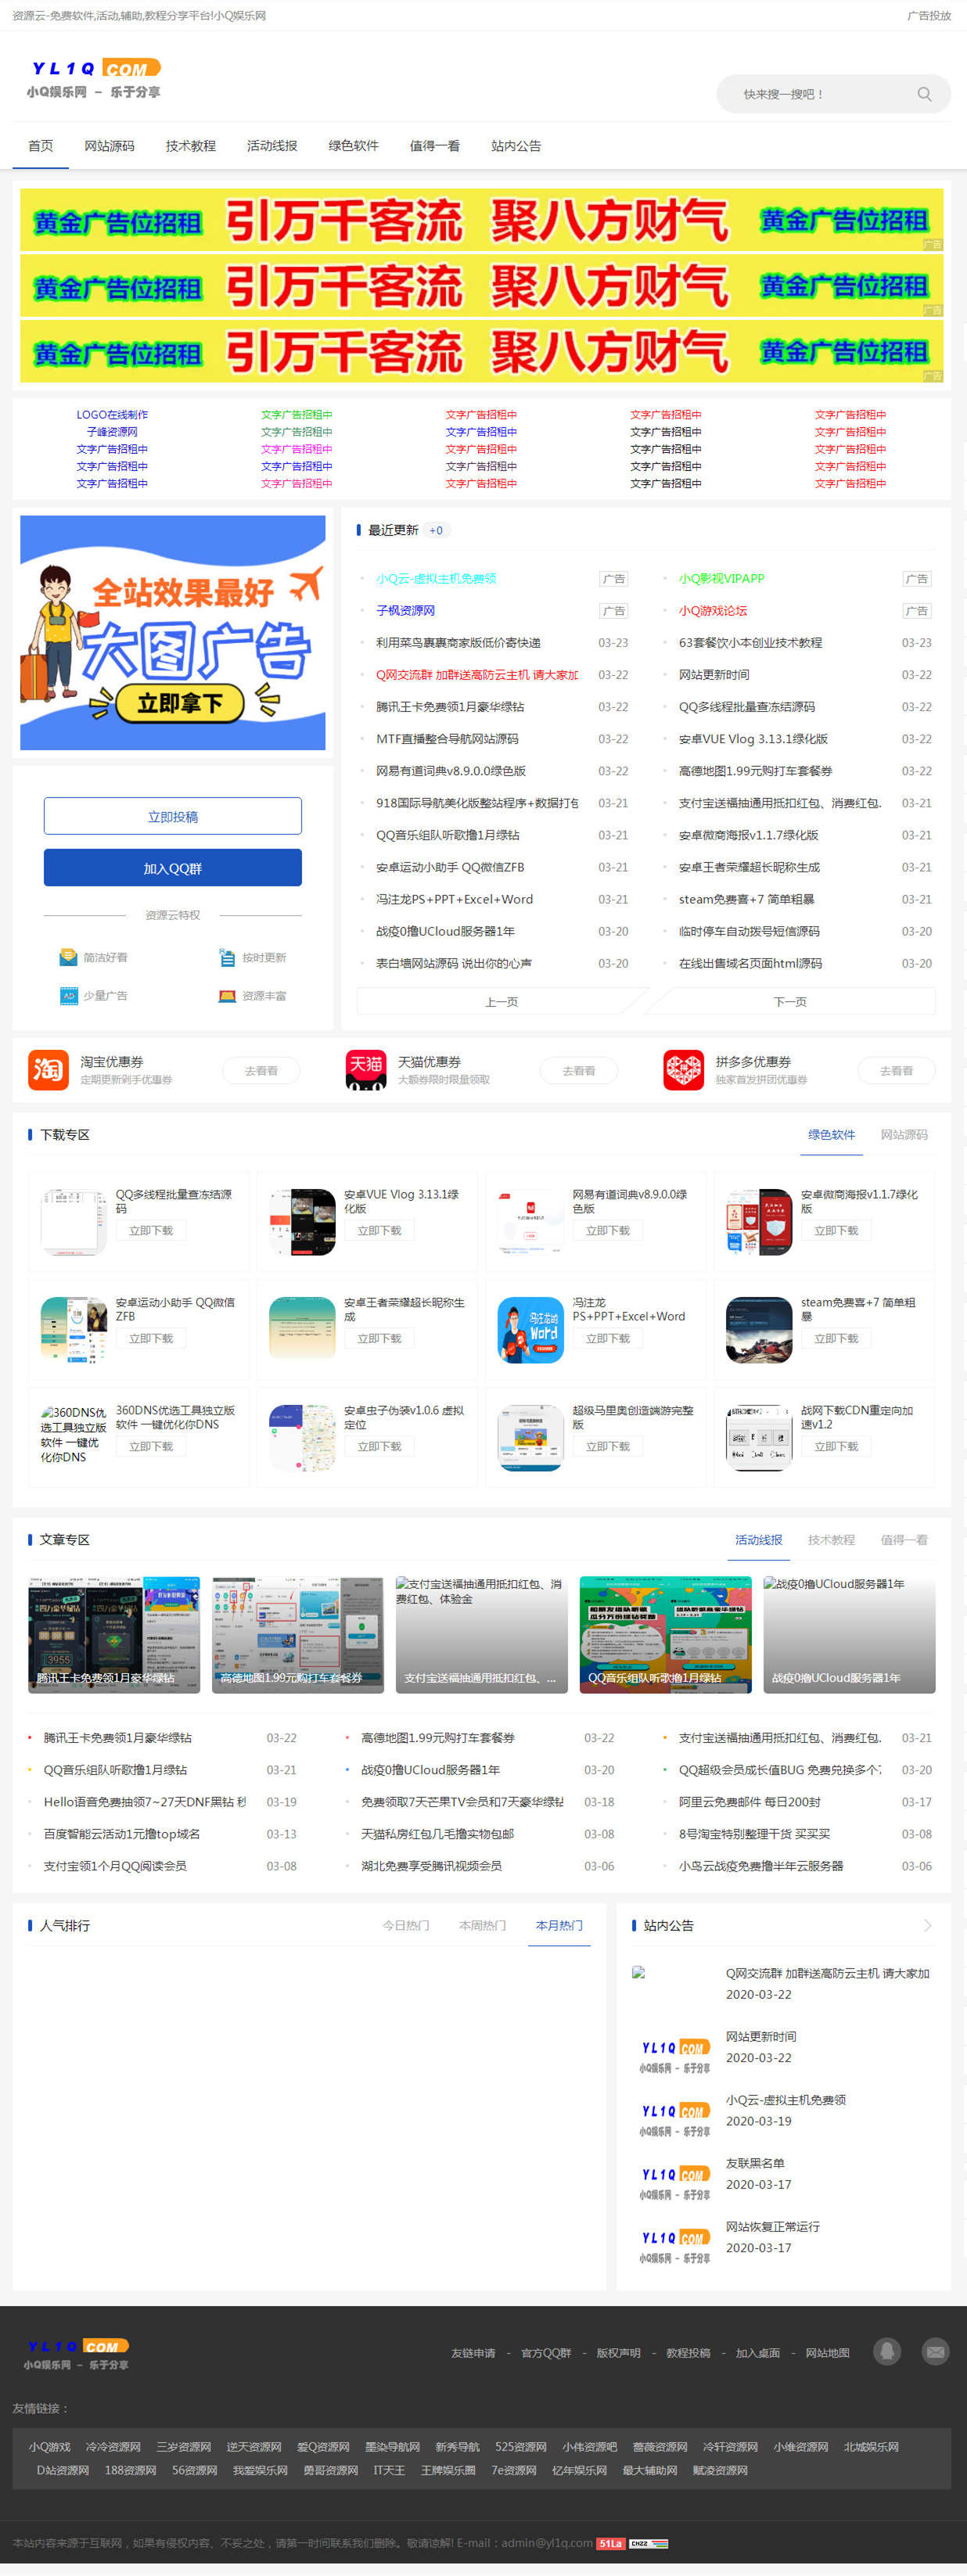 资源云-免费软件,活动,辅助,教程分享平台!小Q娱乐网
广告投放
YL1Q COM
小Q娱乐网 - 乐于分享
快来搜一搜吧！
首页 网站源码 技术教程 活动线报 绿色软件 值得一看 站内公告
黄金广告位招租 引万千客流 聚八方财气 黄金广告位招租
广告
黄金广告位招租 引万千客流 聚八方财气 黄金广告位招租
广告
黄金广告位招租 引万千客流 聚八方财气 黄金广告位招租
广告
LOGO在线制作 文字广告招租中 文字广告招租中 文字广告招租中 文字广告招租中
子峰资源网 文字广告招租中 文字广告招租中 文字广告招租中 文字广告招租中
文字广告招租中 文字广告招租中 文字广告招租中 文字广告招租中 文字广告招租中
文字广告招租中 文字广告招租中 文字广告招租中 文字广告招租中 文字广告招租中
文字广告招租中 文字广告招租中 文字广告招租中 文字广告招租中 文字广告招租中
全站效果最好
大图广告
立即拿下
立即投稿
加入QQ群
资源云特权
简洁好看 按时更新
少量广告 资源丰富
最近更新 +0
小Q云-虚拟主机免费领 广告 小Q影视VIPAPP 广告
子枫资源网 广告 小Q游戏论坛 广告
利用菜鸟裹裹商家版低价寄快递 03-23 63套餐饮小本创业技术教程 03-23
Q网交流群 加群送高防云主机 请大家加 03-22 网站更新时间 03-22
腾讯王卡免费领1月豪华绿钻 03-22 QQ多线程批量查冻结源码 03-22
MTF直播整合导航网站源码 03-22 安卓VUE Vlog 3.13.1绿化版 03-22
网易有道词典v8.9.0.0绿色版 03-22 高德地图1.99元购打车套餐券 03-22
918国际导航美化版整站程序+数据打包 03-21 支付宝送福抽通用抵扣红包、消费红包、 03-21
QQ音乐组队听歌撸1月绿钻 03-21 安卓微商海报v1.1.7绿化版 03-21
安卓运动小助手 QQ微信ZFB 03-21 安卓王者荣耀超长昵称生成 03-21
冯注龙PS+PPT+Excel+Word 03-21 steam免费喜+7 简单粗暴 03-21
战疫0撸UCloud服务器1年 03-20 临时停车自动拨号短信源码 03-20
表白墙网站源码 说出你的心声 03-20 在线出售域名页面html源码 03-20
上一页 下一页
淘 淘宝优惠券 去看看 天猫 天猫优惠券 去看看 拼 拼多多优惠券 去看看
定期更新剁手优惠券 大额券限时限量领取 独家首发拼团优惠券
下载专区 绿色软件 网站源码
QQ多线程批量查冻结源码
立即下载
安卓VUE Vlog 3.13.1绿化版
立即下载
网易有道词典v8.9.0.0绿色版
立即下载
安卓微商海报v1.1.7绿化版
立即下载
安卓运动小助手 QQ微信ZFB
立即下载
安卓王者荣耀超长昵称生成
立即下载
冯注龙的Word
冯注龙PS+PPT+Excel+Word
立即下载
steam免费喜+7 简单粗暴
立即下载
360DNS优选工具独立版软件 一键优化你DNS
360DNS优选工具独立版软件 一键优化你DNS
立即下载
安卓虫子伪装v1.0.6 虚拟定位
立即下载
超级马里奥创造端游完整版
立即下载
战网下载CDN重定向加速v1.2
立即下载
文章专区 活动线报 技术教程 值得一看
腾讯王卡免费领1月豪华绿钻
高德地图1.99元购打车套餐券
支付宝送福抽通用抵扣红包、消费红包、体验金
支付宝送福抽通用抵扣红包、...
QQ音乐组队听歌撸1月绿钻
战疫0撸UCloud服务器1年
战疫0撸UCloud服务器1年
腾讯王卡免费领1月豪华绿钻 03-22 高德地图1.99元购打车套餐券 03-22 支付宝送福抽通用抵扣红包、消费红包、 03-21
QQ音乐组队听歌撸1月绿钻 03-21 战疫0撸UCloud服务器1年 03-20 QQ超级会员成长值BUG 免费兑换多个 03-20
Hello语音免费抽领7~27天DNF黑钻 秒 03-19 免费领取7天芒果TV会员和7天豪华绿钻 03-18 阿里云免费邮件 每日200封 03-17
百度智能云活动1元撸top域名 03-13 天猫私房红包几毛撸实物包邮 03-08 8号淘宝特别整理干货 买买买 03-08
支付宝领1个月QQ阅读会员 03-08 湖北免费享受腾讯视频会员 03-06 小鸟云战疫免费撸半年云服务器 03-06
人气排行 今日热门 本周热门 本月热门
站内公告
Q网交流群 加群送高防云主机 请大家加
2020-03-22
YL1Q COM
小Q娱乐网 - 乐于分享
网站更新时间
2020-03-22
YL1Q COM
小Q娱乐网 - 乐于分享
小Q云-虚拟主机免费领
2020-03-19
YL1Q COM
小Q娱乐网 - 乐于分享
友联黑名单
2020-03-17
YL1Q COM
小Q娱乐网 - 乐于分享
网站恢复正常运行
2020-03-17
YL1Q COM
小Q娱乐网 - 乐于分享
友链申请 - 官方QQ群 - 版权声明 - 教程投稿 - 加入桌面 - 网站地图
友情链接：
小Q游戏 冷冷资源网 三岁资源网 逆天资源网 爱Q资源网 墨染导航网 新秀导航 525资源网 小伟资源吧 蔷薇资源网 冷轩资源网 小维资源网 北城娱乐网
D站资源网 188资源网 56资源网 我爱娱乐网 勇哥资源网 IT天王 王牌娱乐圈 7e资源网 亿年娱乐网 最大辅助网 赋凌资源网
本站内容来源于互联网，如果有侵权内容、不妥之处，请第一时间联系我们删除。敬请谅解! E-mail：admin@yl1q.com 51La CNZZ